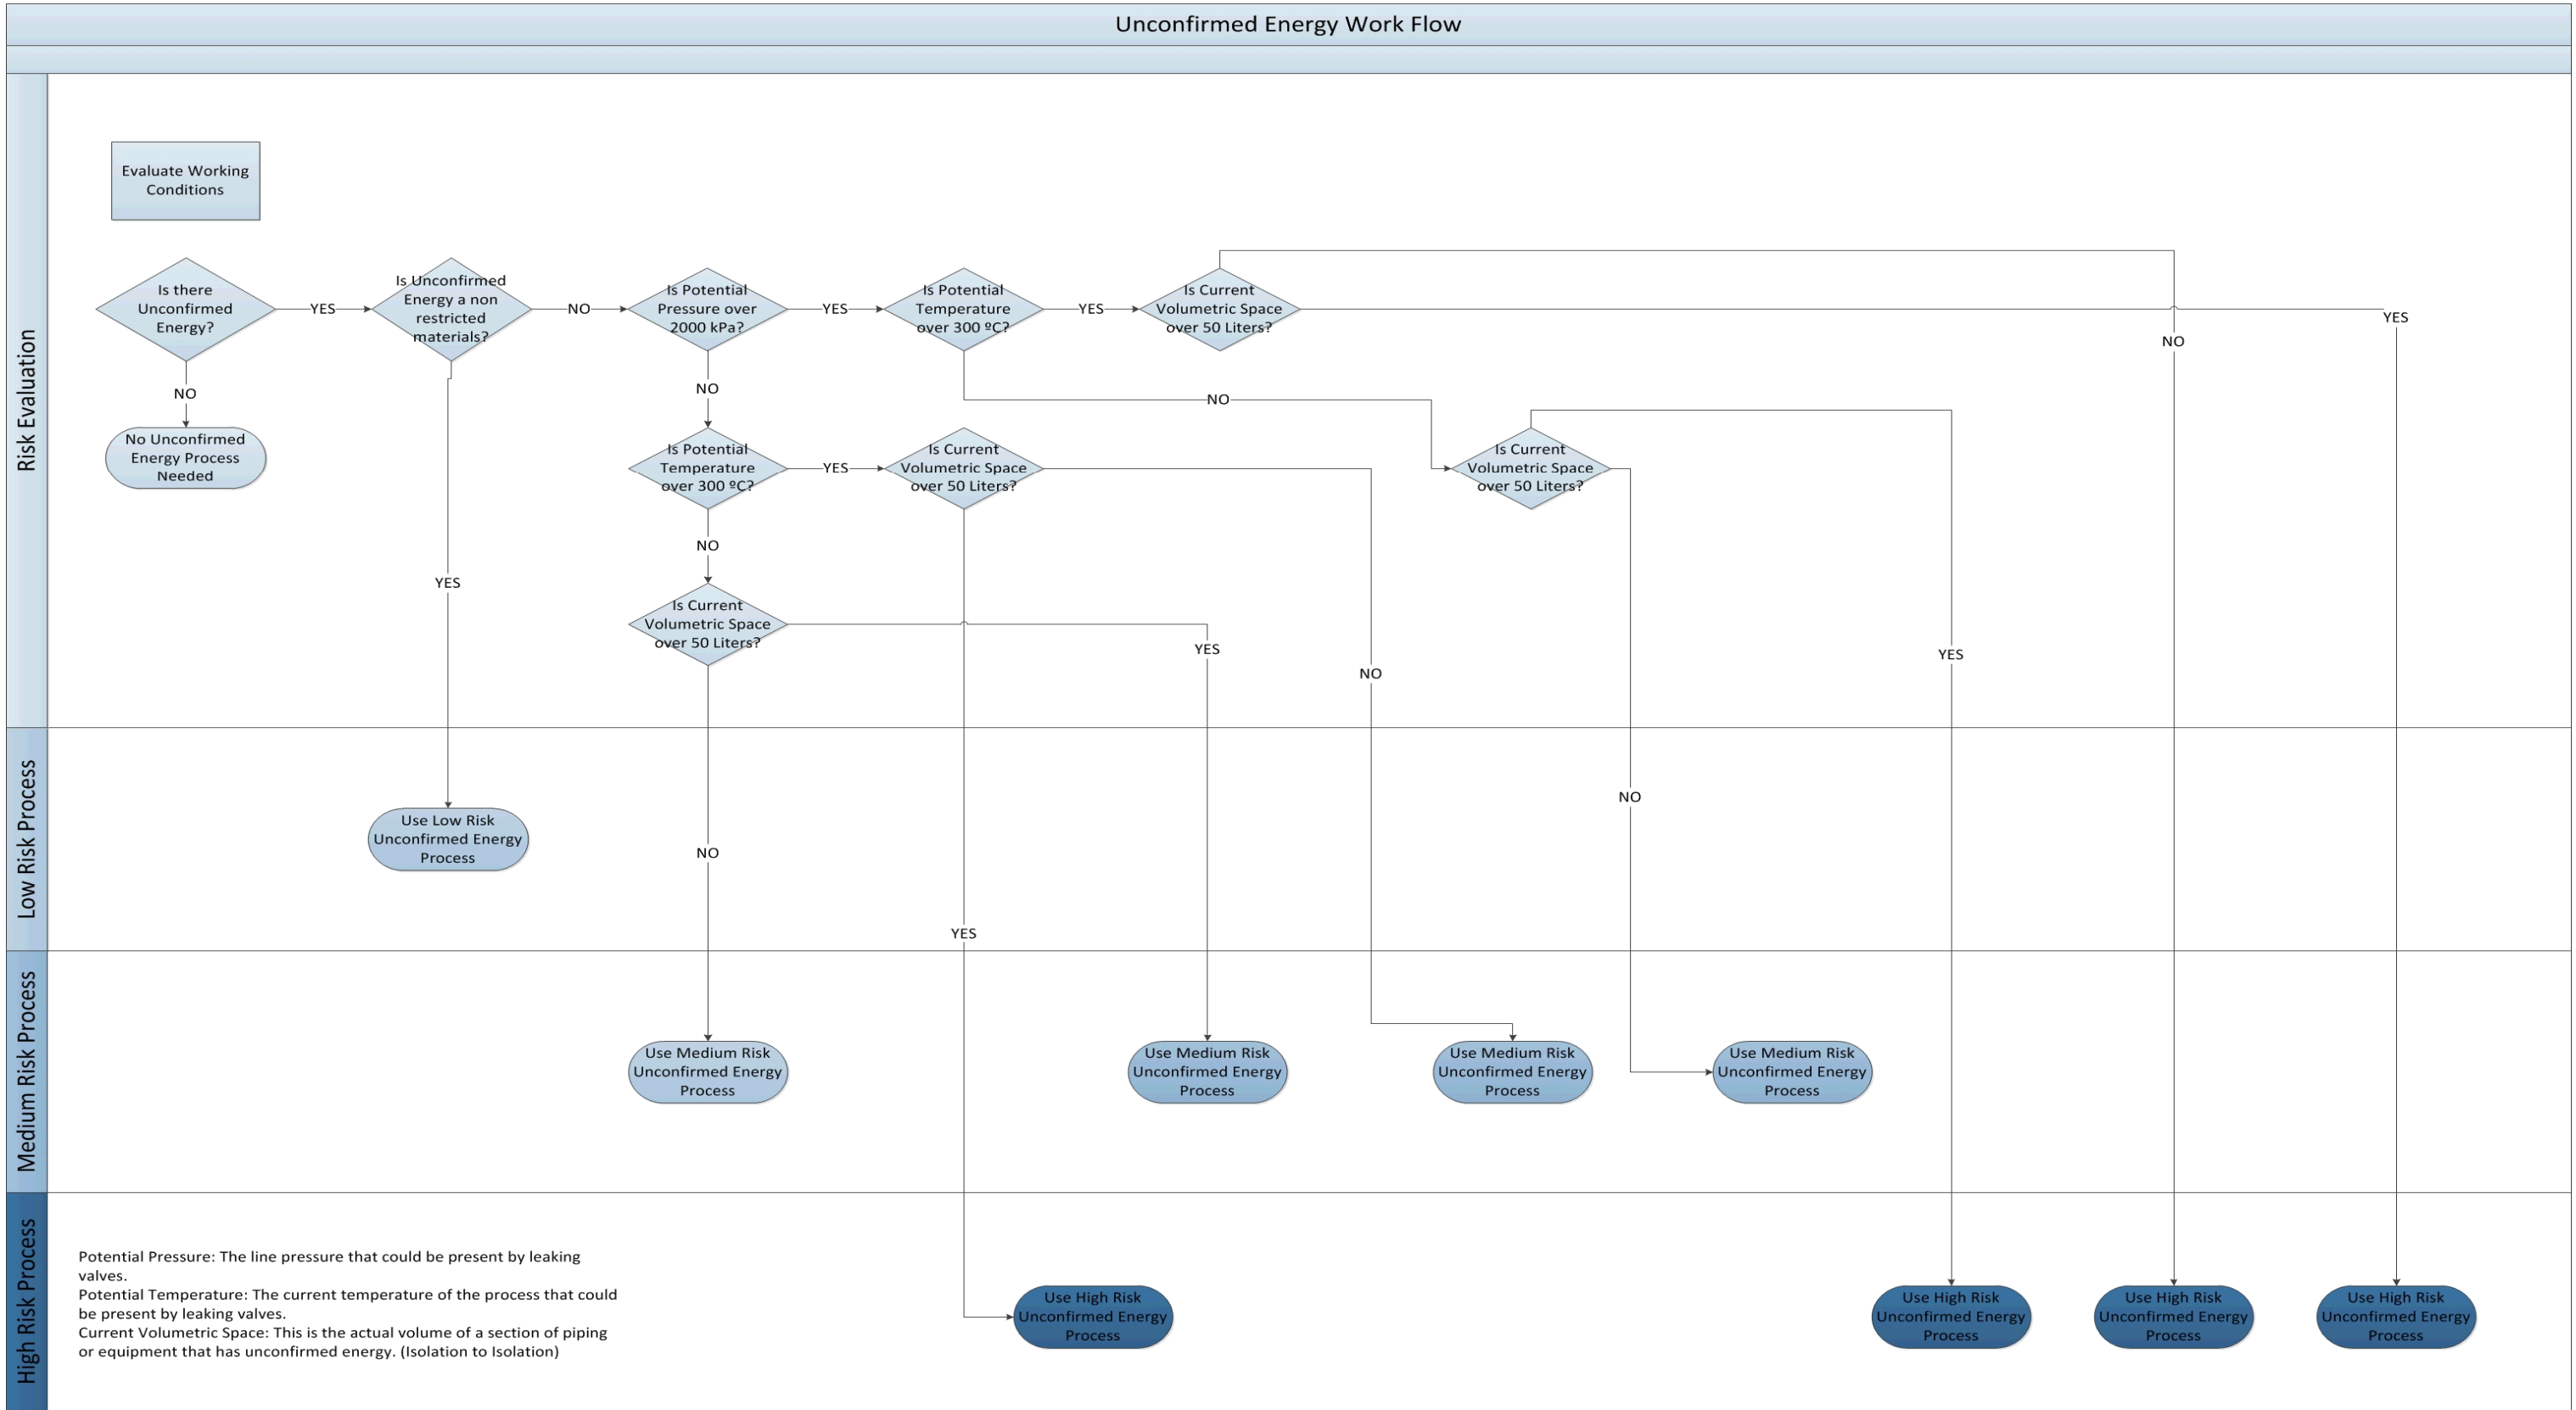 Unconfirmed Energy Work Flow
Risk Evaluation
Evaluate Working
Conditions
Is there
Unconfirmed
Energy?
YES
Is Unconfirmed
Energy a non
restricted
materials?
NO
Is Potential
Pressure over
2000 kPa?
YES
Is Potential
Temperature
over 300 ºC?
YES
Is Current
Volumetric Space
over 50 Liters?
YES
NO
NO
NO
NO
No Unconfirmed
Energy Process
Needed
Is Potential
Temperature
over 300 ºC?
YES
Is Current
Volumetric Space
over 50 Liters?
Is Current
Volumetric Space
over 50 Liters?
NO
YES
Is Current
Volumetric Space
over 50 Liters?
YES
NO
YES
Low Risk Process
NO
Use Low Risk
Unconfirmed Energy
Process
NO
YES
Medium Risk Process
Use Medium Risk
Unconfirmed Energy
Process
Use Medium Risk
Unconfirmed Energy
Process
Use Medium Risk
Unconfirmed Energy
Process
Use Medium Risk
Unconfirmed Energy
Process
High Risk Process
Potential Pressure: The line pressure that could be present by leaking
valves.
Potential Temperature: The current temperature of the process that could
be present by leaking valves.
Current Volumetric Space: This is the actual volume of a section of piping
or equipment that has unconfirmed energy. (Isolation to Isolation)
Use High Risk
Unconfirmed Energy
Process
Use High Risk
Unconfirmed Energy
Process
Use High Risk
Unconfirmed Energy
Process
Use High Risk
Unconfirmed Energy
Process